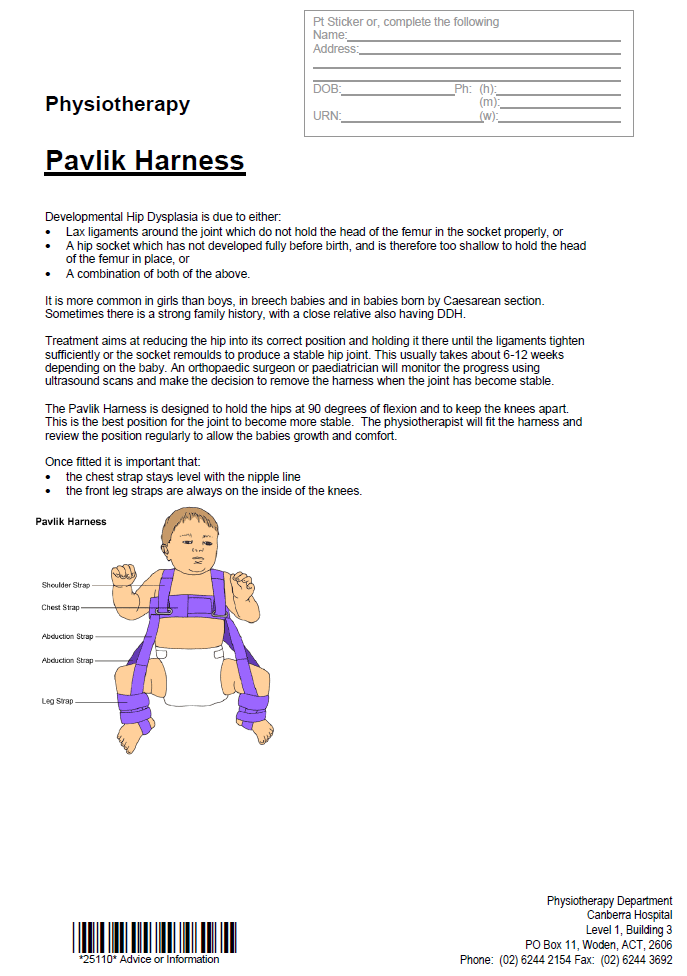 Pt Sticker or, complete the following
Name:
Address:
DOB: Ph: (h):
(m):
URN: (w):
Physiotherapy
Pavlik Harness
Developmental Hip Dysplasia is due to either:
• Lax ligaments around the joint which do not hold the head of the femur in the socket properly, or
• A hip socket which has not developed fully before birth, and is therefore too shallow to hold the head
of the femur in place, or
• A combination of both of the above.
It is more common in girls than boys, in breech babies and in babies born by Caesarean section.
Sometimes there is a strong family history, with a close relative also having DDH.
Treatment aims at reducing the hip into its correct position and holding it there until the ligaments tighten
sufficiently or the socket remoulds to produce a stable hip joint. This usually takes about 6-12 weeks
depending on the baby. An orthopaedic surgeon or paediatrician will monitor the progress using
ultrasound scans and make the decision to remove the harness when the joint has become stable.
The Pavlik Harness is designed to hold the hips at 90 degrees of flexion and to keep the knees apart.
This is the best position for the joint to become more stable. The physiotherapist will fit the harness and
review the position regularly to allow the babies growth and comfort.
Once fitted it is important that:
• the chest strap stays level with the nipple line
• the front leg straps are always on the inside of the knees.
Pavlik Harness
Shoulder Strap
Chest Strap
Abduction Strap
Abduction Strap
Leg Strap
*25110* Advice or Information
Physiotherapy Department
Canberra Hospital
Level 1, Building 3
PO Box 11, Woden, ACT, 2606
Phone: (02) 6244 2154 Fax: (02) 6244 3692